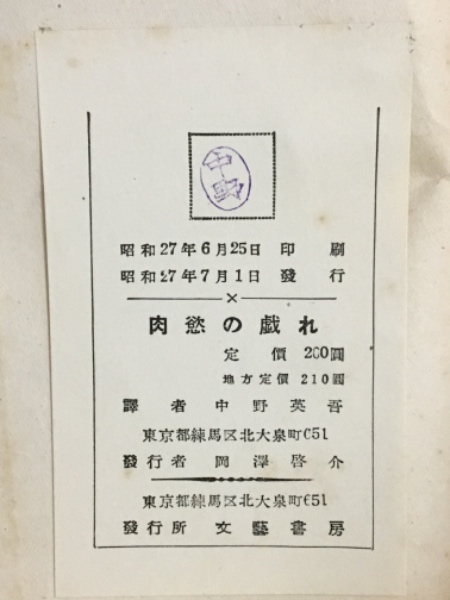 中野
昭和27年6月25日 印刷
昭和27年7月1日 發行
肉慾の戯れ
定價 200圓
地方定價 210圓
譯者 中野英吾
東京都練馬区北大泉町651
發行者 岡澤啓介
東京都練馬区北大泉町651
發行所 文藝書房